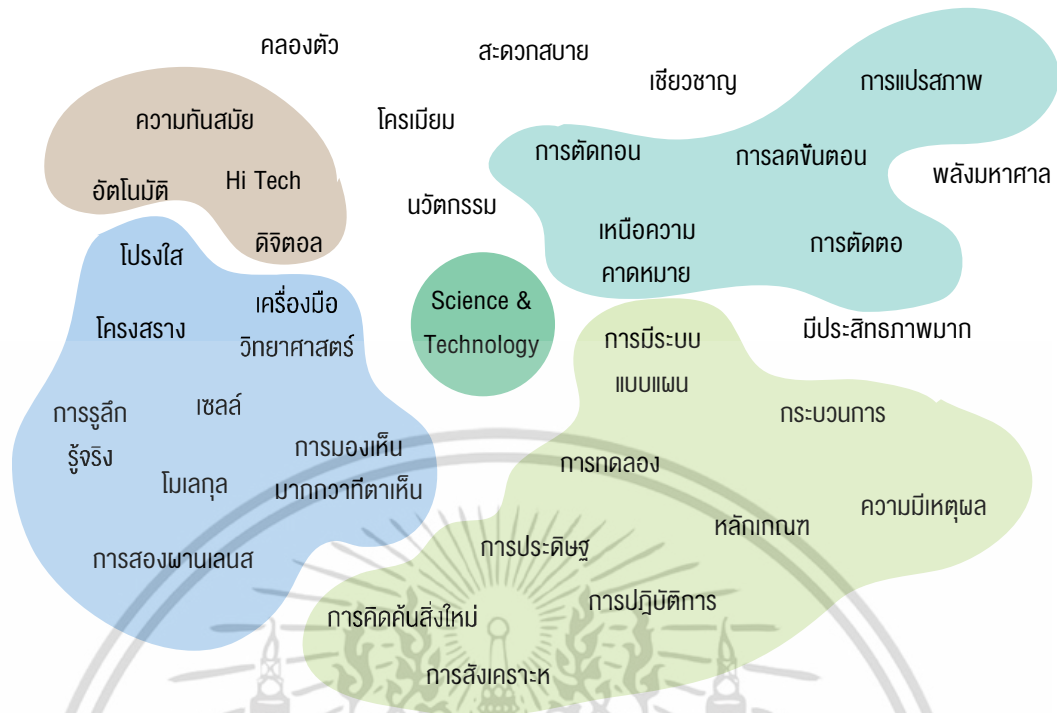 คลองตัว
สะดวกสบาย
เชียวชาญ
การแปรสภาพ
ความทันสมัย
โครเมียม
การตัดทอน
การลดขั้นตอน
พลังมหาศาล
อัตโนมัติ
Hi Tech
นวัตกรรม
ดิจิตอล
เหนือความ
คาดหมาย
การตัดตอ
โปรงใส
เครื่องมือ
วิทยาศาสตร์
โครงสราง
Science &
Technology
การมีระบบ
แบบแผน
มีประสิทธภาพมาก
การรูลึก
รู้จริง
เซลล์
การมองเห็น
มากกวาทีตาเห็น
โมเลกุล
การสองผานเลนส
กระบวนการ
การทดลอง
ความมีเหตุผล
หลักเกณฑ
การประดิษฐ
การปฎิบัติการ
การคิดค้นสิ่งใหม่
การสังเคราะห